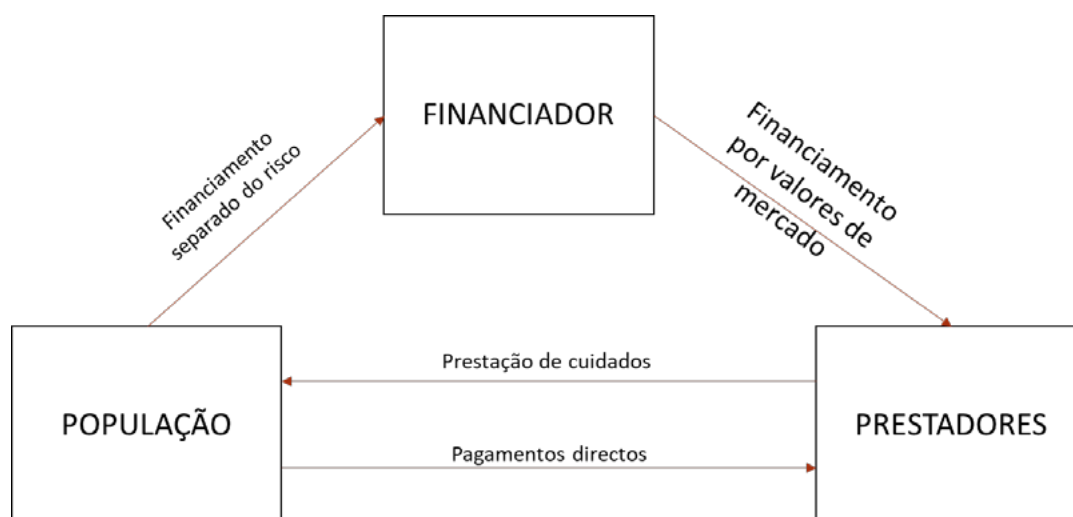 FINANCIADOR
Financiamento
separado do risco
Financiamento
por valores de
mercado
Prestação de cuidados
POPULAÇÃO
PRESTADORES
Pagamentos directos